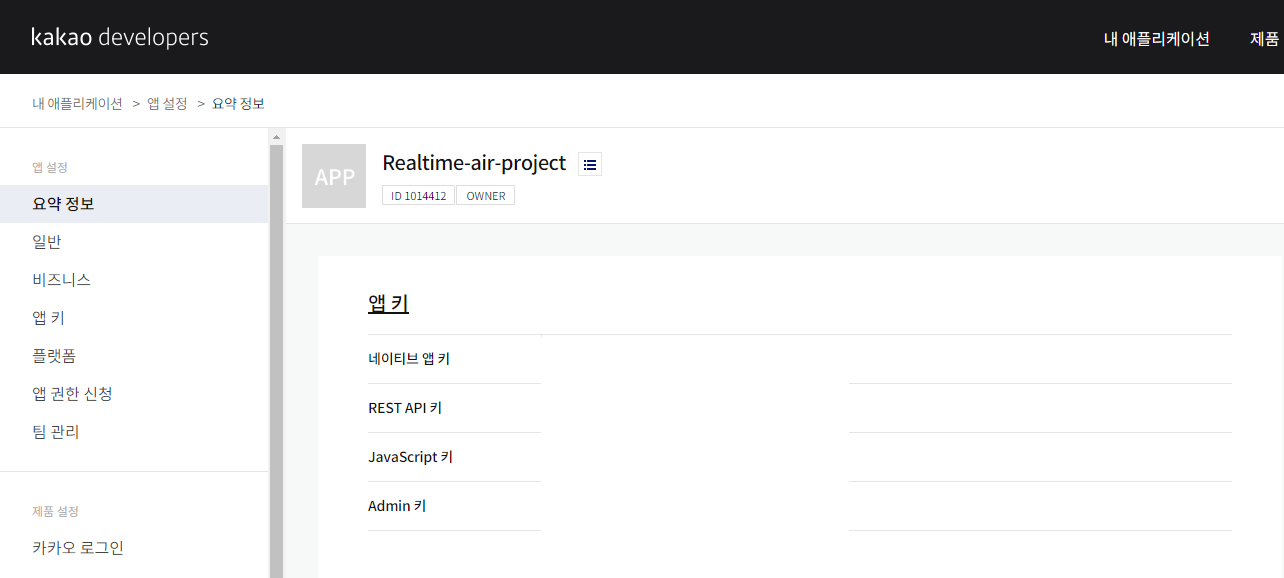 kakao developers
내 애플리케이션 제품
내 애플리케이션 > 앱 설정 > 요약 정보
앱 설정
요약 정보
일반
비즈니스
앱 키
플랫폼
앱 권한 신청
팀 관리
제품 설정
카카오 로그인
APP
Realtime-air-project
ID 1014412 OWNER
앱 키
네이티브 앱 키
REST API 키
JavaScript 키
Admin 키